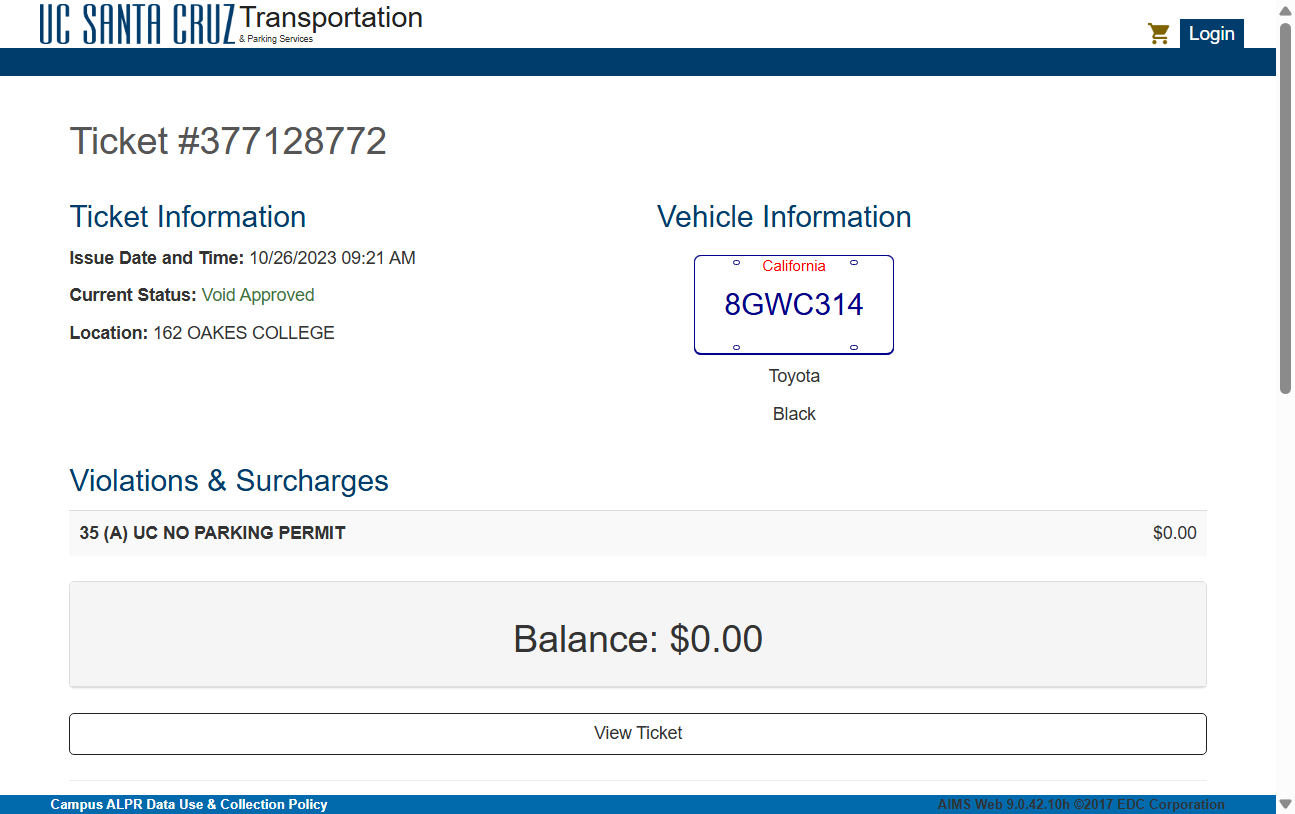 UC SANTA CRUZ Transportation
& Parking Services
Login
Ticket #377128772
Ticket Information
Issue Date and Time: 10/26/2023 09:21 AM
Current Status: Void Approved
Location: 162 OAKES COLLEGE
Vehicle Information
California
8GWC314
Toyota
Black
Violations & Surcharges
35 (A) UC NO PARKING PERMIT $0.00
Balance: $0.00
View Ticket
Campus ALPR Data Use & Collection Policy
AIMS Web 9.0.42.10h ©2017 EDC Corporation